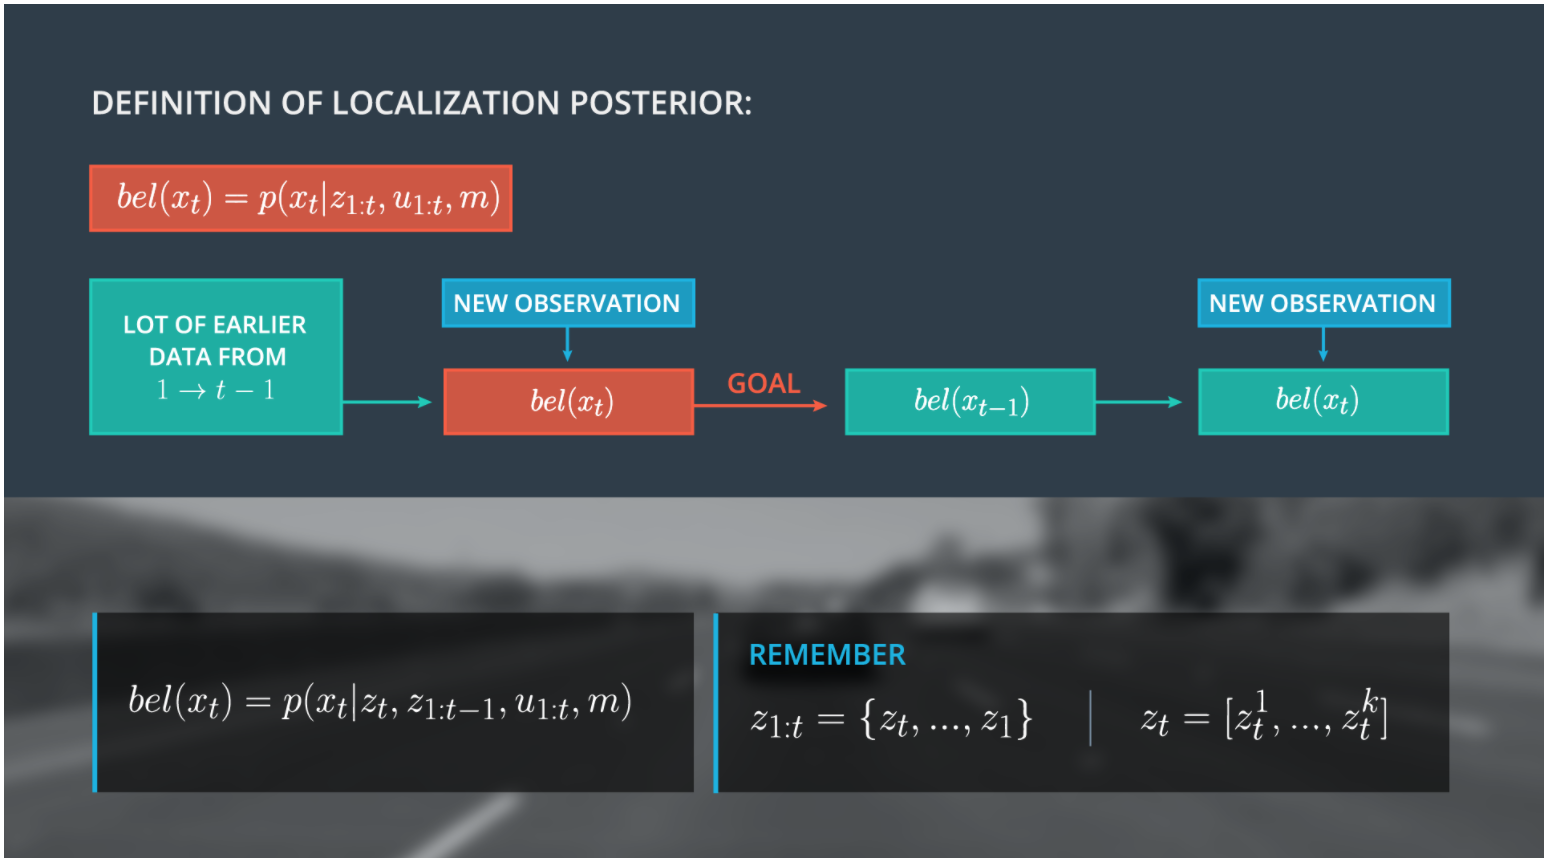 DEFINITION OF LOCALIZATION POSTERIOR:
bel(x_t) = p(x_t|z_{1:t}, u_{1:t}, m)
LOT OF EARLIER
DATA FROM
1 → t − 1
NEW OBSERVATION
bel(x_t)
GOAL
bel(x_{t−1})
NEW OBSERVATION
bel(x_t)
bel(x_t) = p(x_t|z_t, z_{1:t−1}, u_{1:t}, m)
REMEMBER
z_{1:t} = {z_t, ..., z_1}
z_t = [z_t^1, ..., z_t^k]